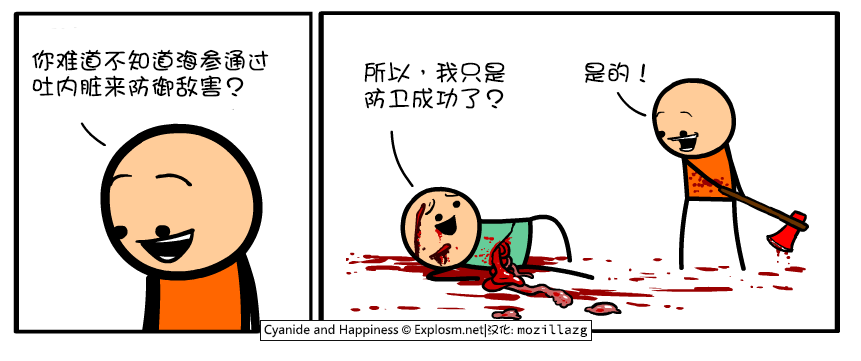 你难道不知道海参通过
吐内脏来防御敌害？
所以，我只是
防卫成功了？
是的！
Cyanide and Happiness © Explosm.net|汉化: mozillazg